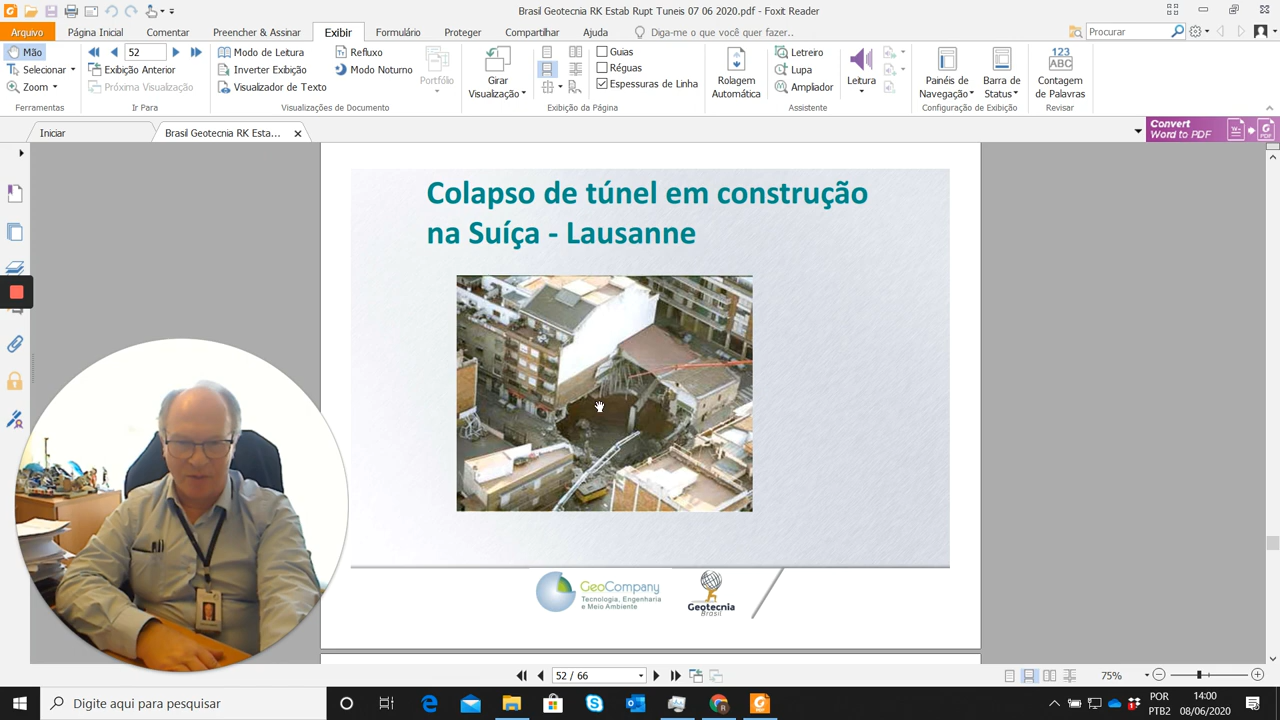 Brasil Geotecnia RK Estab Rupt Tuneis 07 06 2020.pdf - Foxit Reader
Arquivo
Página Inicial
Comentar
Preencher & Assinar
Exibir
Formulário
Proteger
Compartilhar
Ajuda
Diga-me o que você quer fazer..
Procurar
Mão
Selecionar
Zoom
Ferramentas
52
Exibição Anterior
Próxima Visualização
Ir Para
Modo de Leitura
Inverter Exibição
Visualizador de Texto
Refluxo
Modo Noturno
Portfólio
Visualizações de Documento
Girar
Visualização
Guias
Réguas
Espessuras de Linha
Exibição da Página
Rolagem
Automática
Letreiro
Lupa
Ampliador
Assistente
Leitura
Painéis de
Navegação
Barra de
Status
Configuração de Exibição
123
ABC
Contagem
de Palavras
Revisar
Iniciar
Brasil Geotecnia RK Esta...
Convert
Word to PDF
PDF
Colapso de túnel em construção
na Suíça - Lausanne
GeoCompany
Tecnologia, Engenharia
e Meio Ambiente
Geotecnia
Brasil
52 / 66
75%
Digite aqui para pesquisar
POR
PTB2
14:00
08/06/2020